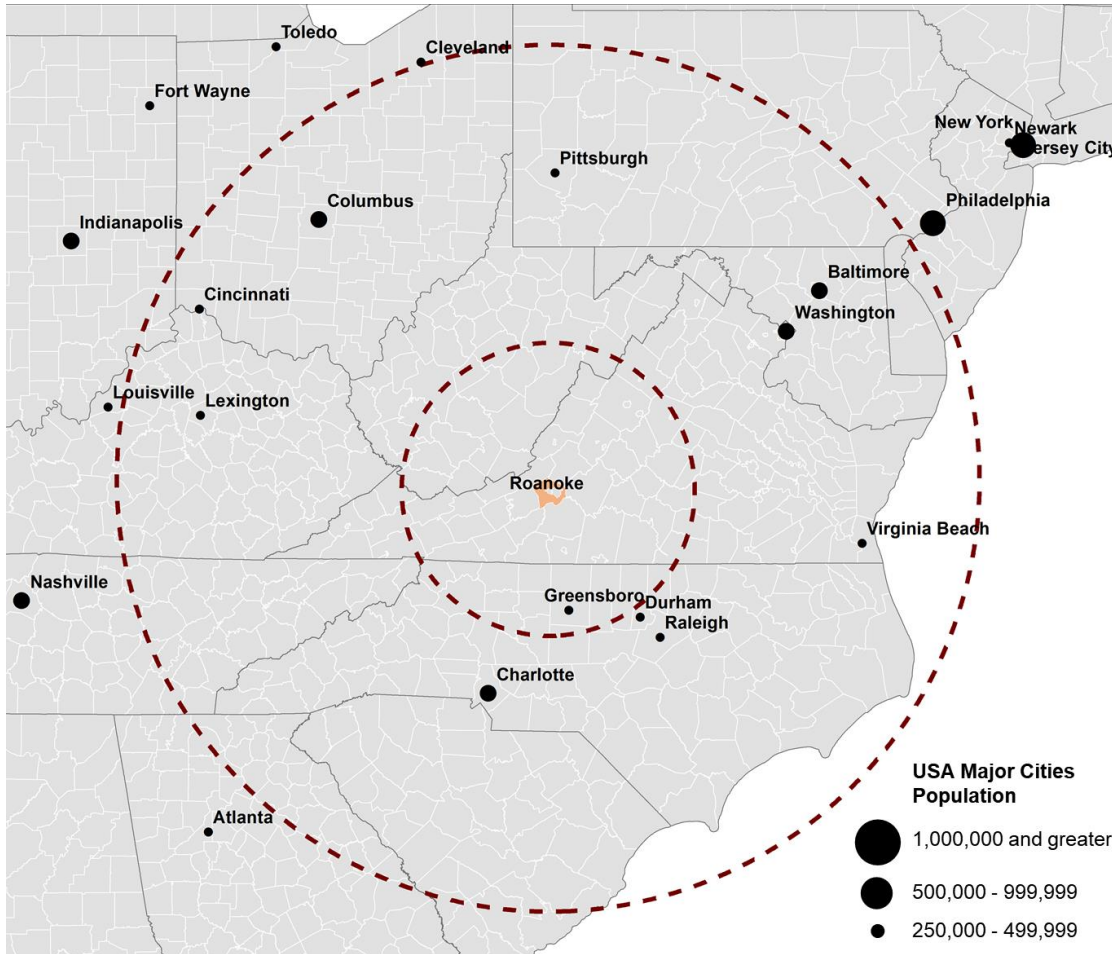 Toledo
Cleveland
Fort Wayne
New York
Newark
Jersey City
Pittsburgh
Columbus
Philadelphia
Indianapolis
Baltimore
Cincinnati
Washington
Louisville
Lexington
Roanoke
Virginia Beach
Nashville
Greensboro
Durham
Raleigh
Charlotte
Atlanta
USA Major Cities
Population
1,000,000 and greater
500,000 - 999,999
250,000 - 499,999